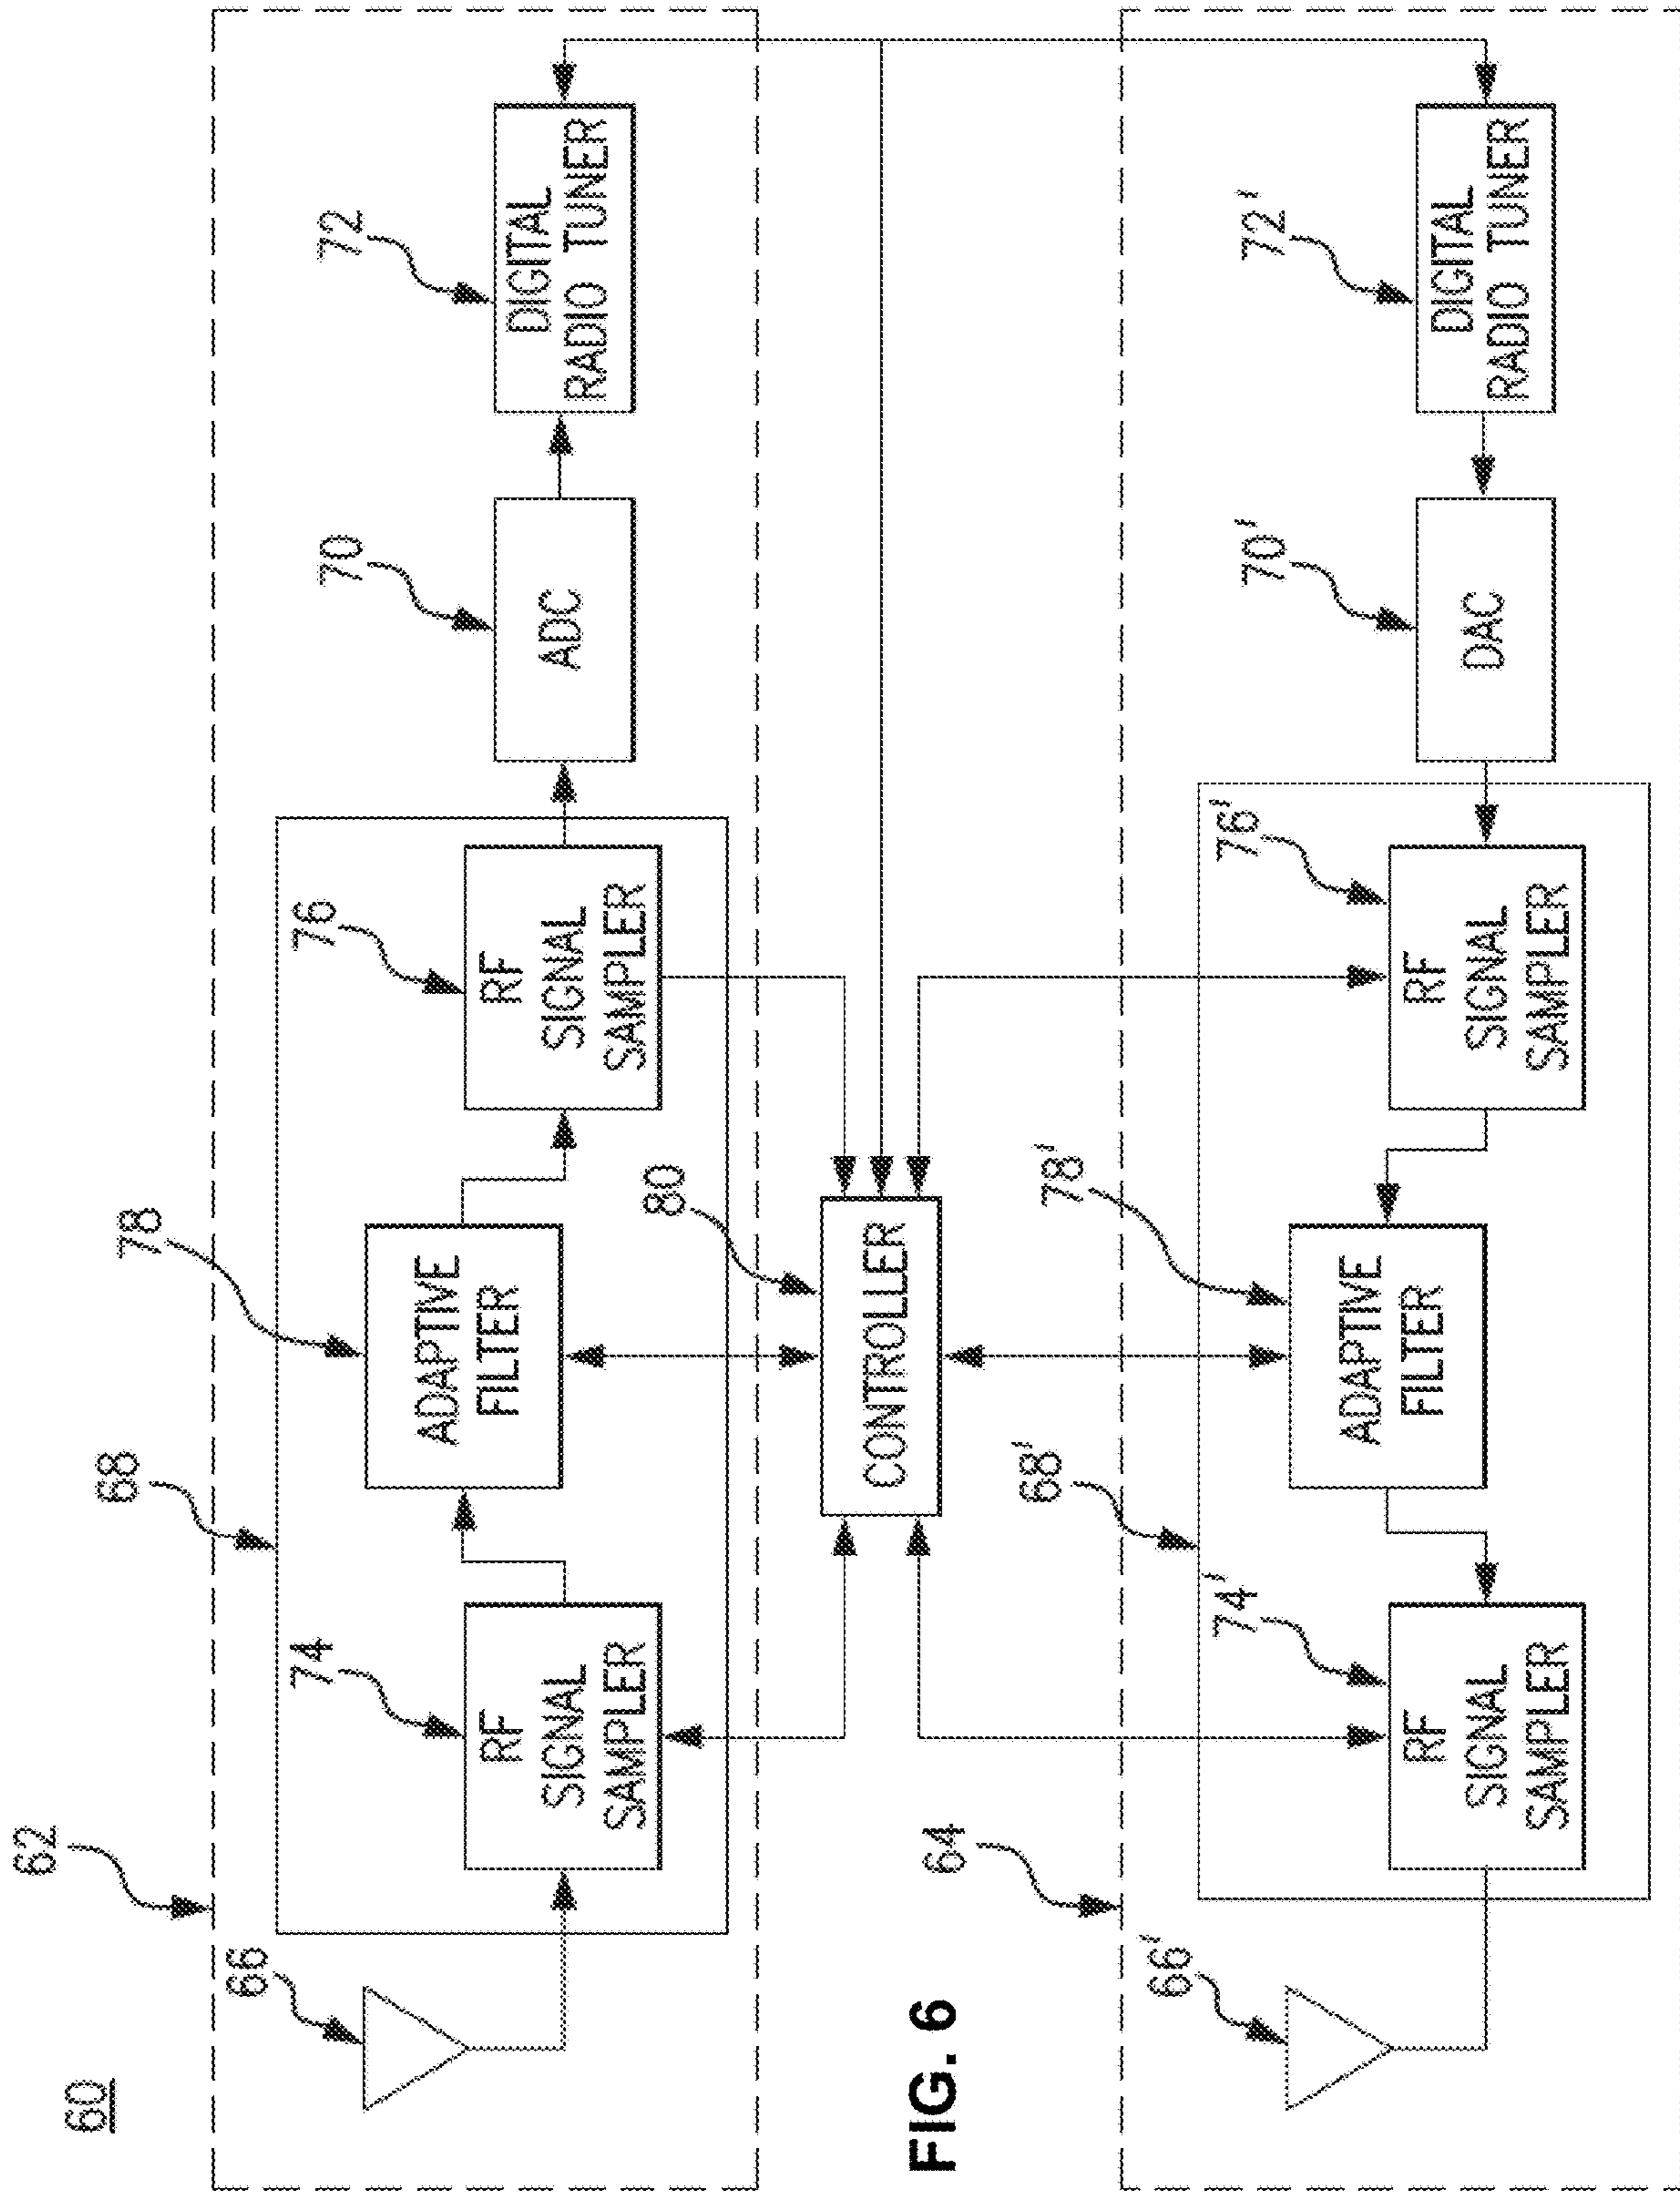 60
62
66
68
74
RF
SIGNAL
SAMPLER
78
ADAPTIVE
FILTER
76
RF
SIGNAL
SAMPLER
70
ADC
72
DIGITAL
RADIO TUNER
80
CONTROLLER
FIG. 6
64
66'
68'
74'
RF
SIGNAL
SAMPLER
78'
ADAPTIVE
FILTER
76'
RF
SIGNAL
SAMPLER
70'
DAC
72'
DIGITAL
RADIO TUNER